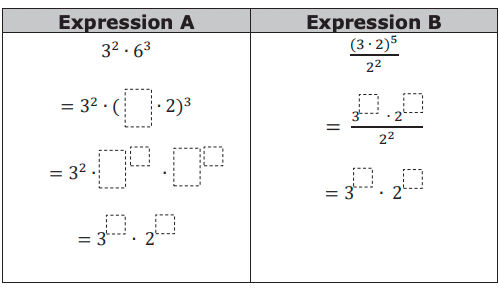 Expression A
3² · 6³
= 3² · ( · 2)³
= 3² · ·
= 3 · 2
Expression B
(3 · 2)⁵
2²
= 3 · 2
2²
= 3 · 2